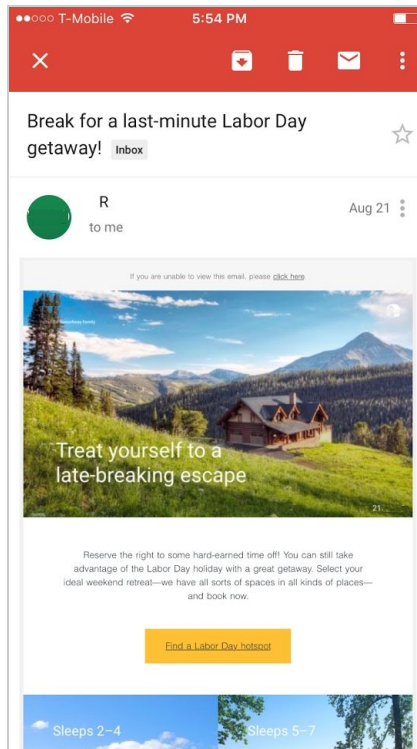 T-Mobile 5:54 PM
Break for a last-minute Labor Day
getaway! Inbox
R
Aug 21
to me
If you are unable to view this email, please click here.
Treat yourself to a
late-breaking escape
21
Reserve the right to some hard-earned time off! You can still take
advantage of the Labor Day holiday with a great getaway. Select your
ideal weekend retreat—we have all sorts of spaces in all kinds of places—
and book now.
Find a Labor Day hotspot
Sleeps 2–4 Sleeps 5–7